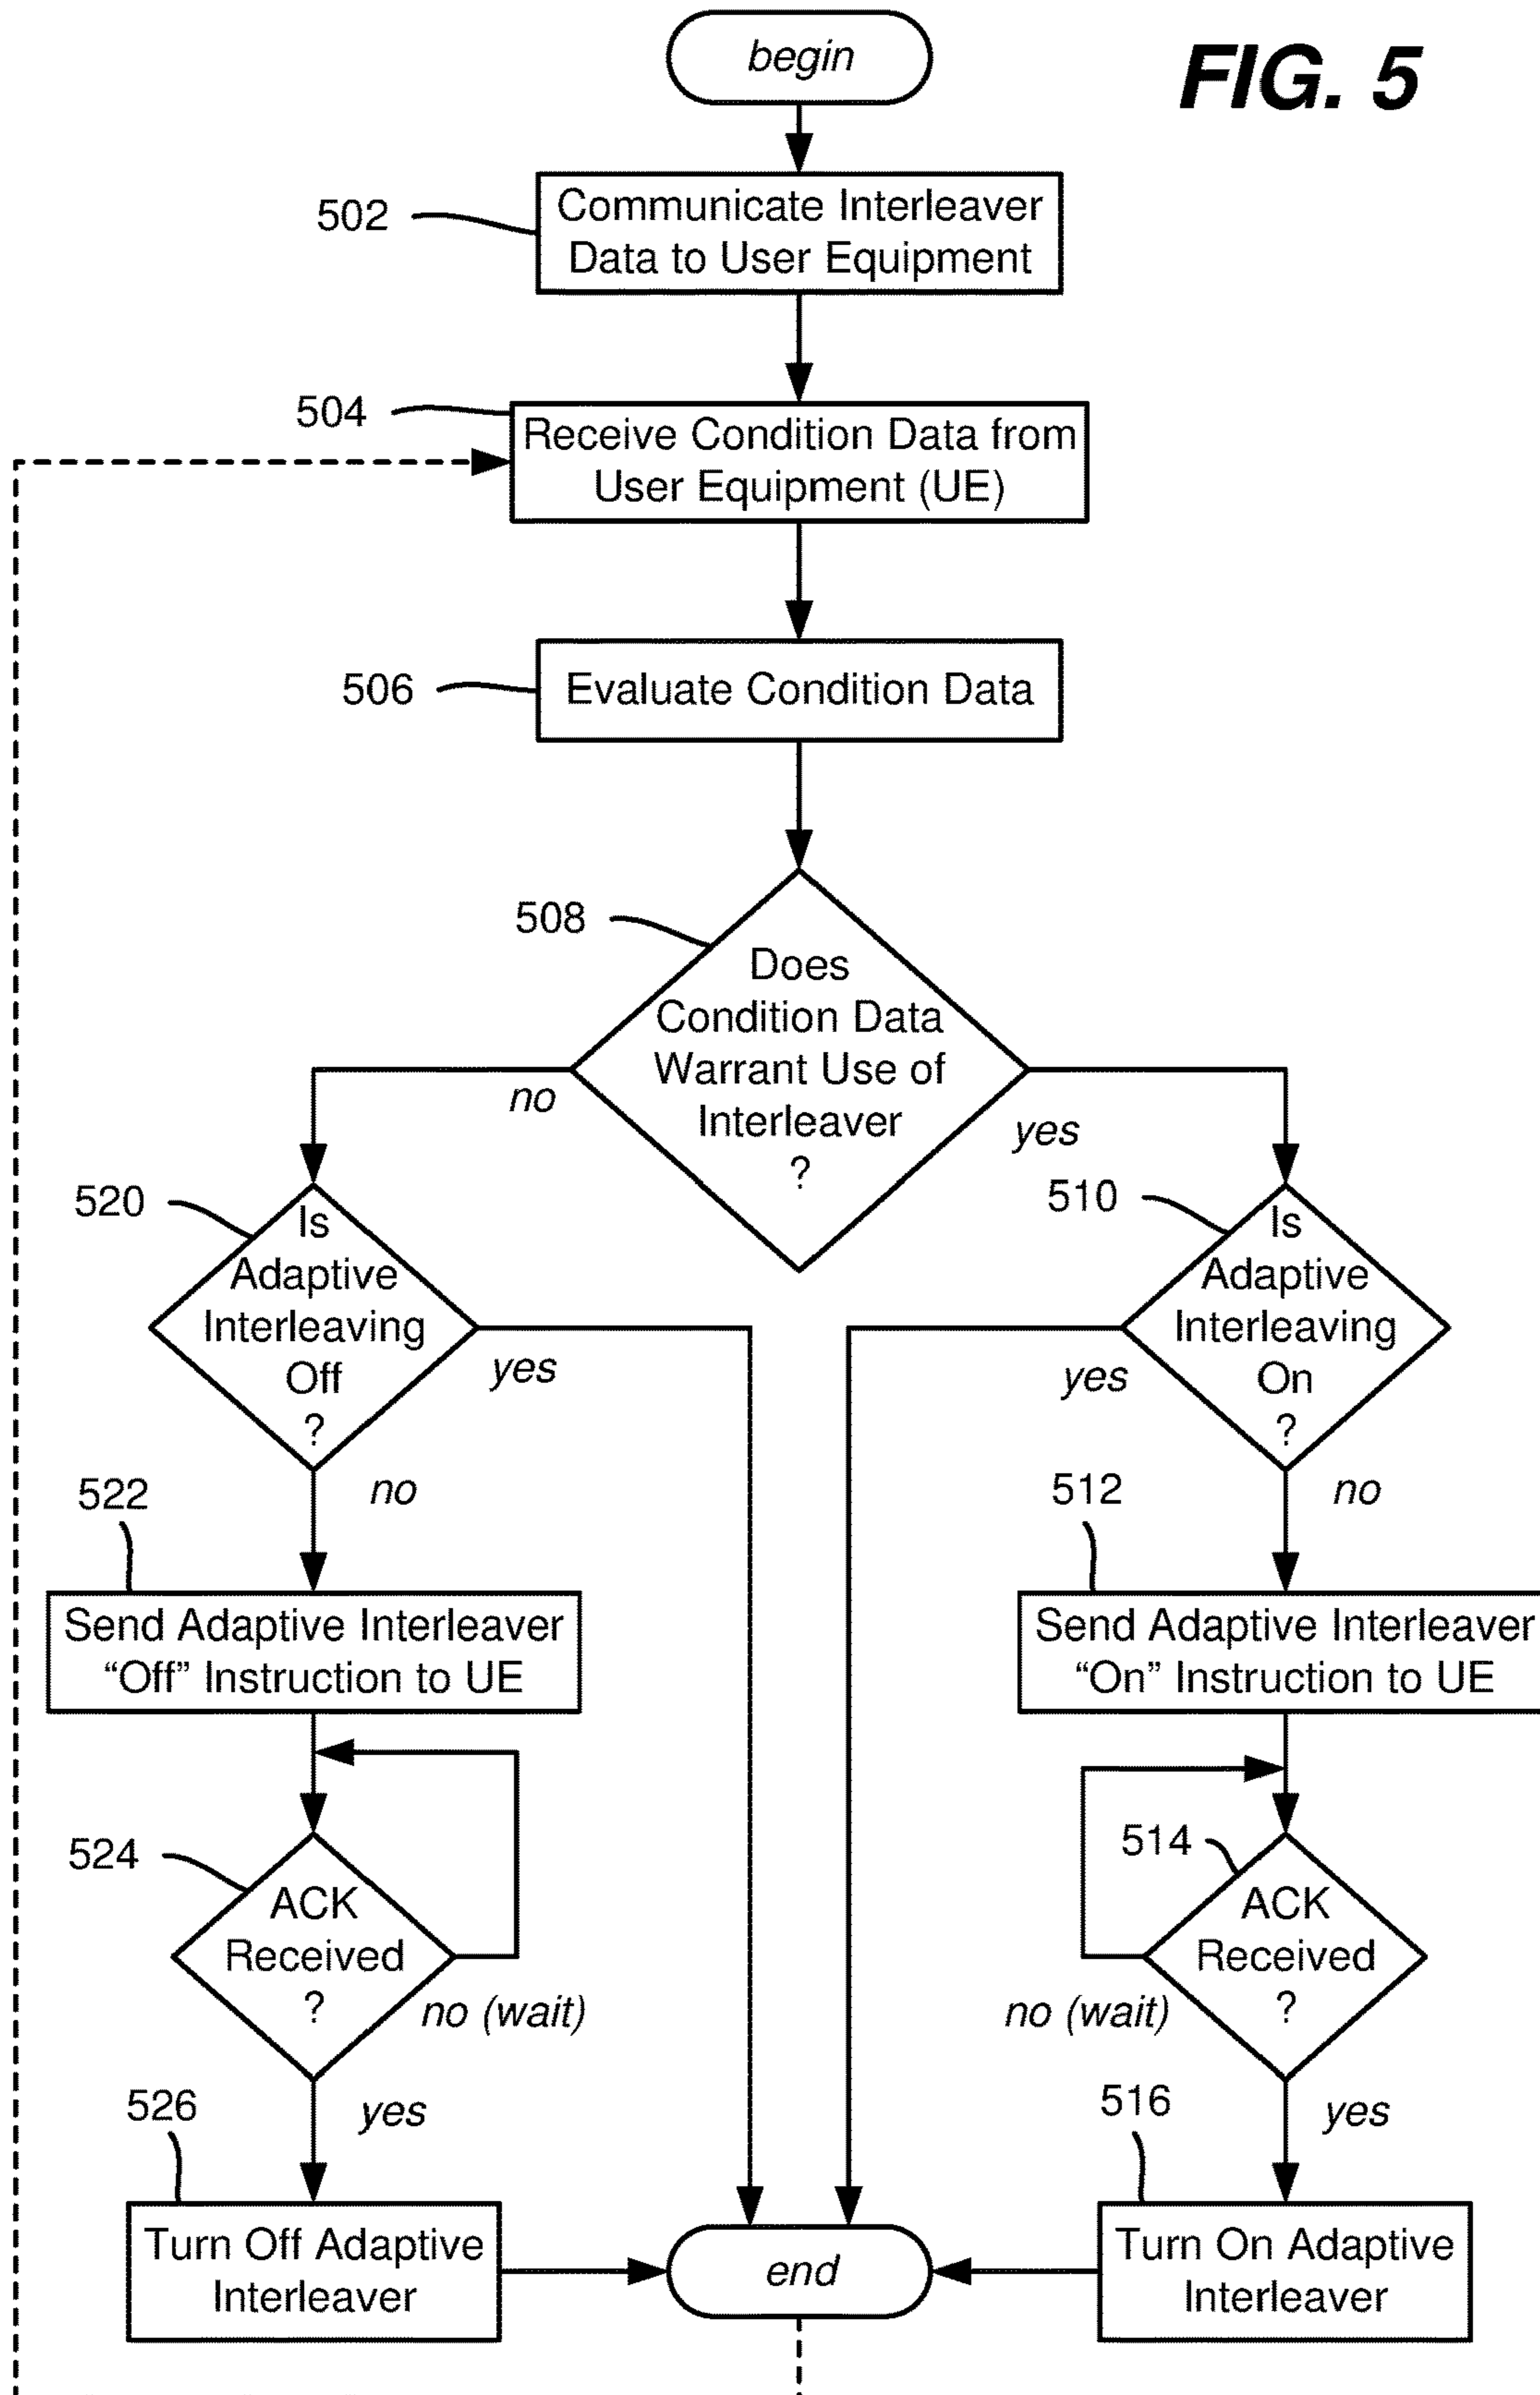 begin
FIG. 5
502
Communicate Interleaver
Data to User Equipment
504
Receive Condition Data from
User Equipment (UE)
506
Evaluate Condition Data
508
Does
Condition Data
Warrant Use of
Interleaver
?
no
yes
520
Is
Adaptive
Interleaving
Off
?
yes
no
510
Is
Adaptive
Interleaving
On
?
yes
no
522
Send Adaptive Interleaver
“Off” Instruction to UE
512
Send Adaptive Interleaver
“On” Instruction to UE
524
ACK
Received
?
no (wait)
yes
514
ACK
Received
?
no (wait)
yes
526
Turn Off Adaptive
Interleaver
end
516
Turn On Adaptive
Interleaver